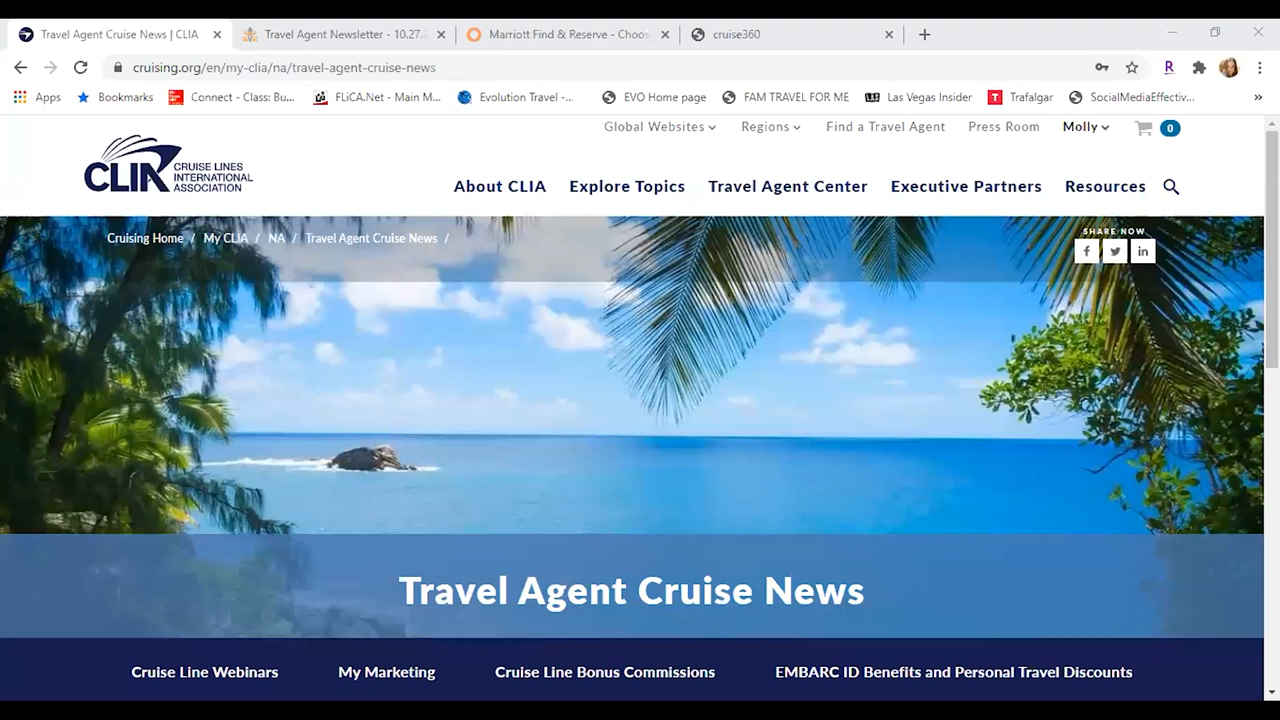 Travel Agent Cruise News | CLIA
Travel Agent Newsletter - 10.27.2
Marriott Find & Reserve - Choos
cruise360
cruising.org/en/my-clia/na/travel-agent-cruise-news
R
Apps
Bookmarks
Connect - Class: Bu...
FLiCA.Net - Main M...
Evolution Travel -...
EVO Home page
FAM TRAVEL FOR ME
Las Vegas Insider
Trafalgar
SocialMediaEffectiv...
Global Websites
Regions
Find a Travel Agent
Press Room
Molly
0
CLIA
CRUISE LINES
INTERNATIONAL
ASSOCIATION
About CLIA
Explore Topics
Travel Agent Center
Executive Partners
Resources
Cruising Home / My CLIA / NA / Travel Agent Cruise News /
SHARE NOW
Travel Agent Cruise News
Cruise Line Webinars
My Marketing
Cruise Line Bonus Commissions
EMBARC ID Benefits and Personal Travel Discounts